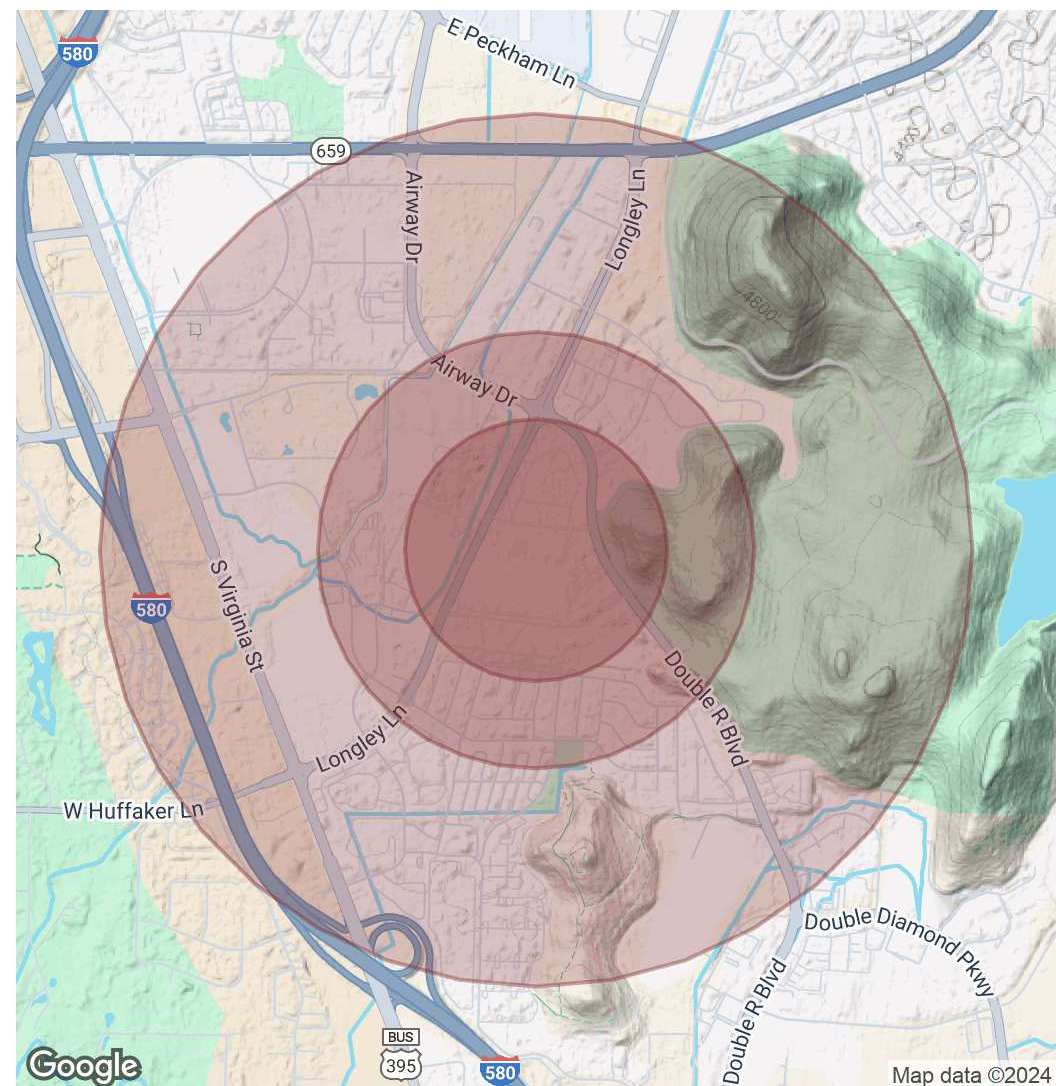 580
E Peckham Ln
659
Airway Dr
Longley Ln
4800'
Airway Dr
580
S Virginia St
Double R Blvd
Longley Ln
W Huffaker Ln
Double Diamond Pkwy
Double R Blvd
BUS
395
580
Google
Map data ©2024